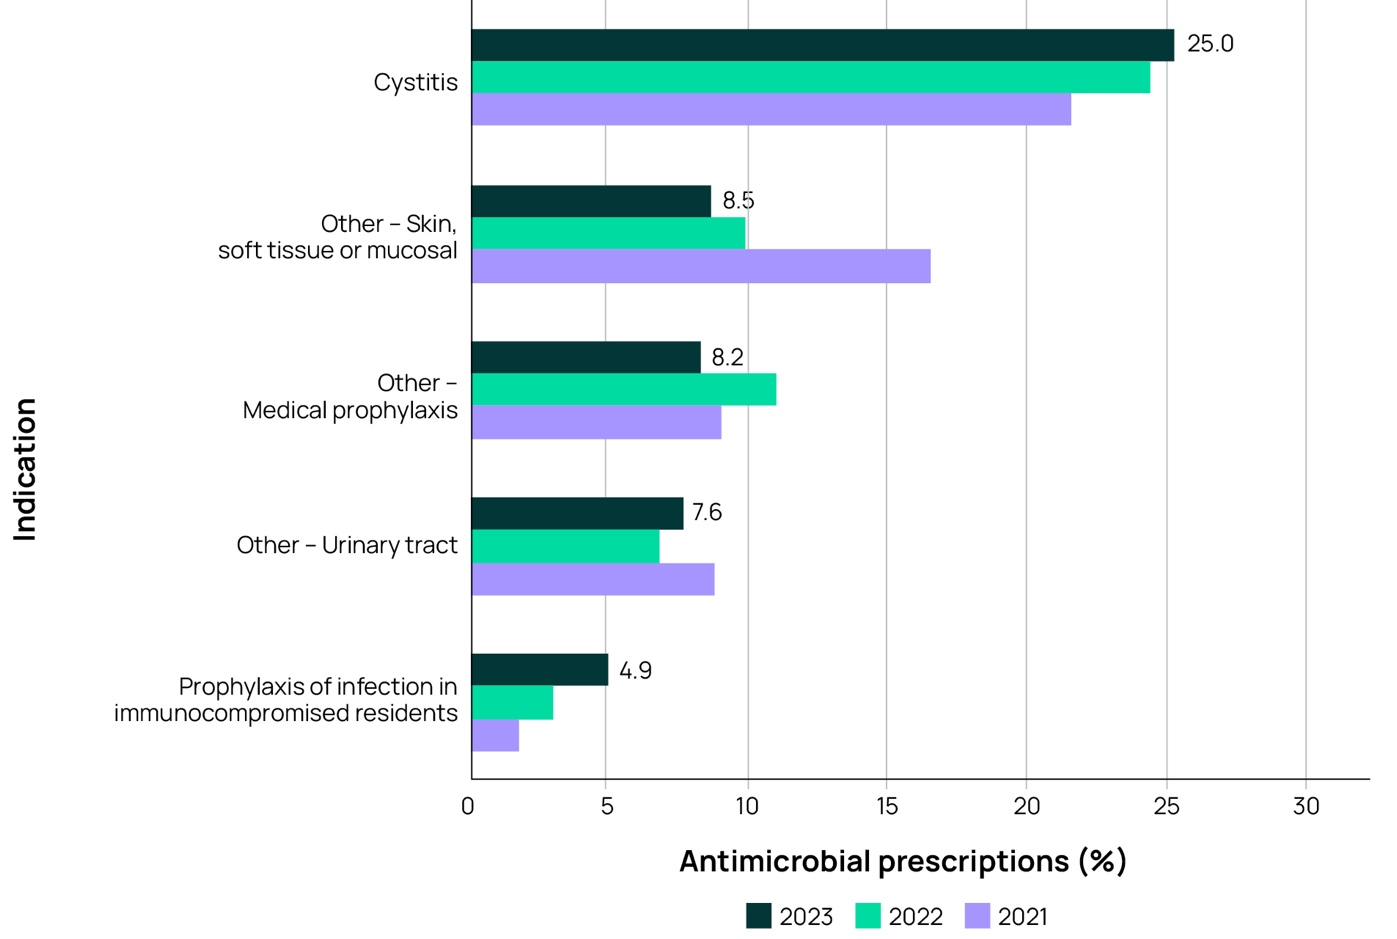 Cystitis
25.0
Other – Skin,
soft tissue or mucosal
8.5
Other –
Medical prophylaxis
8.2
Indication
Other – Urinary tract
7.6
Prophylaxis of infection in
immunocompromised residents
4.9
0 5 10 15 20 25 30
Antimicrobial prescriptions (%)
2023 2022 2021